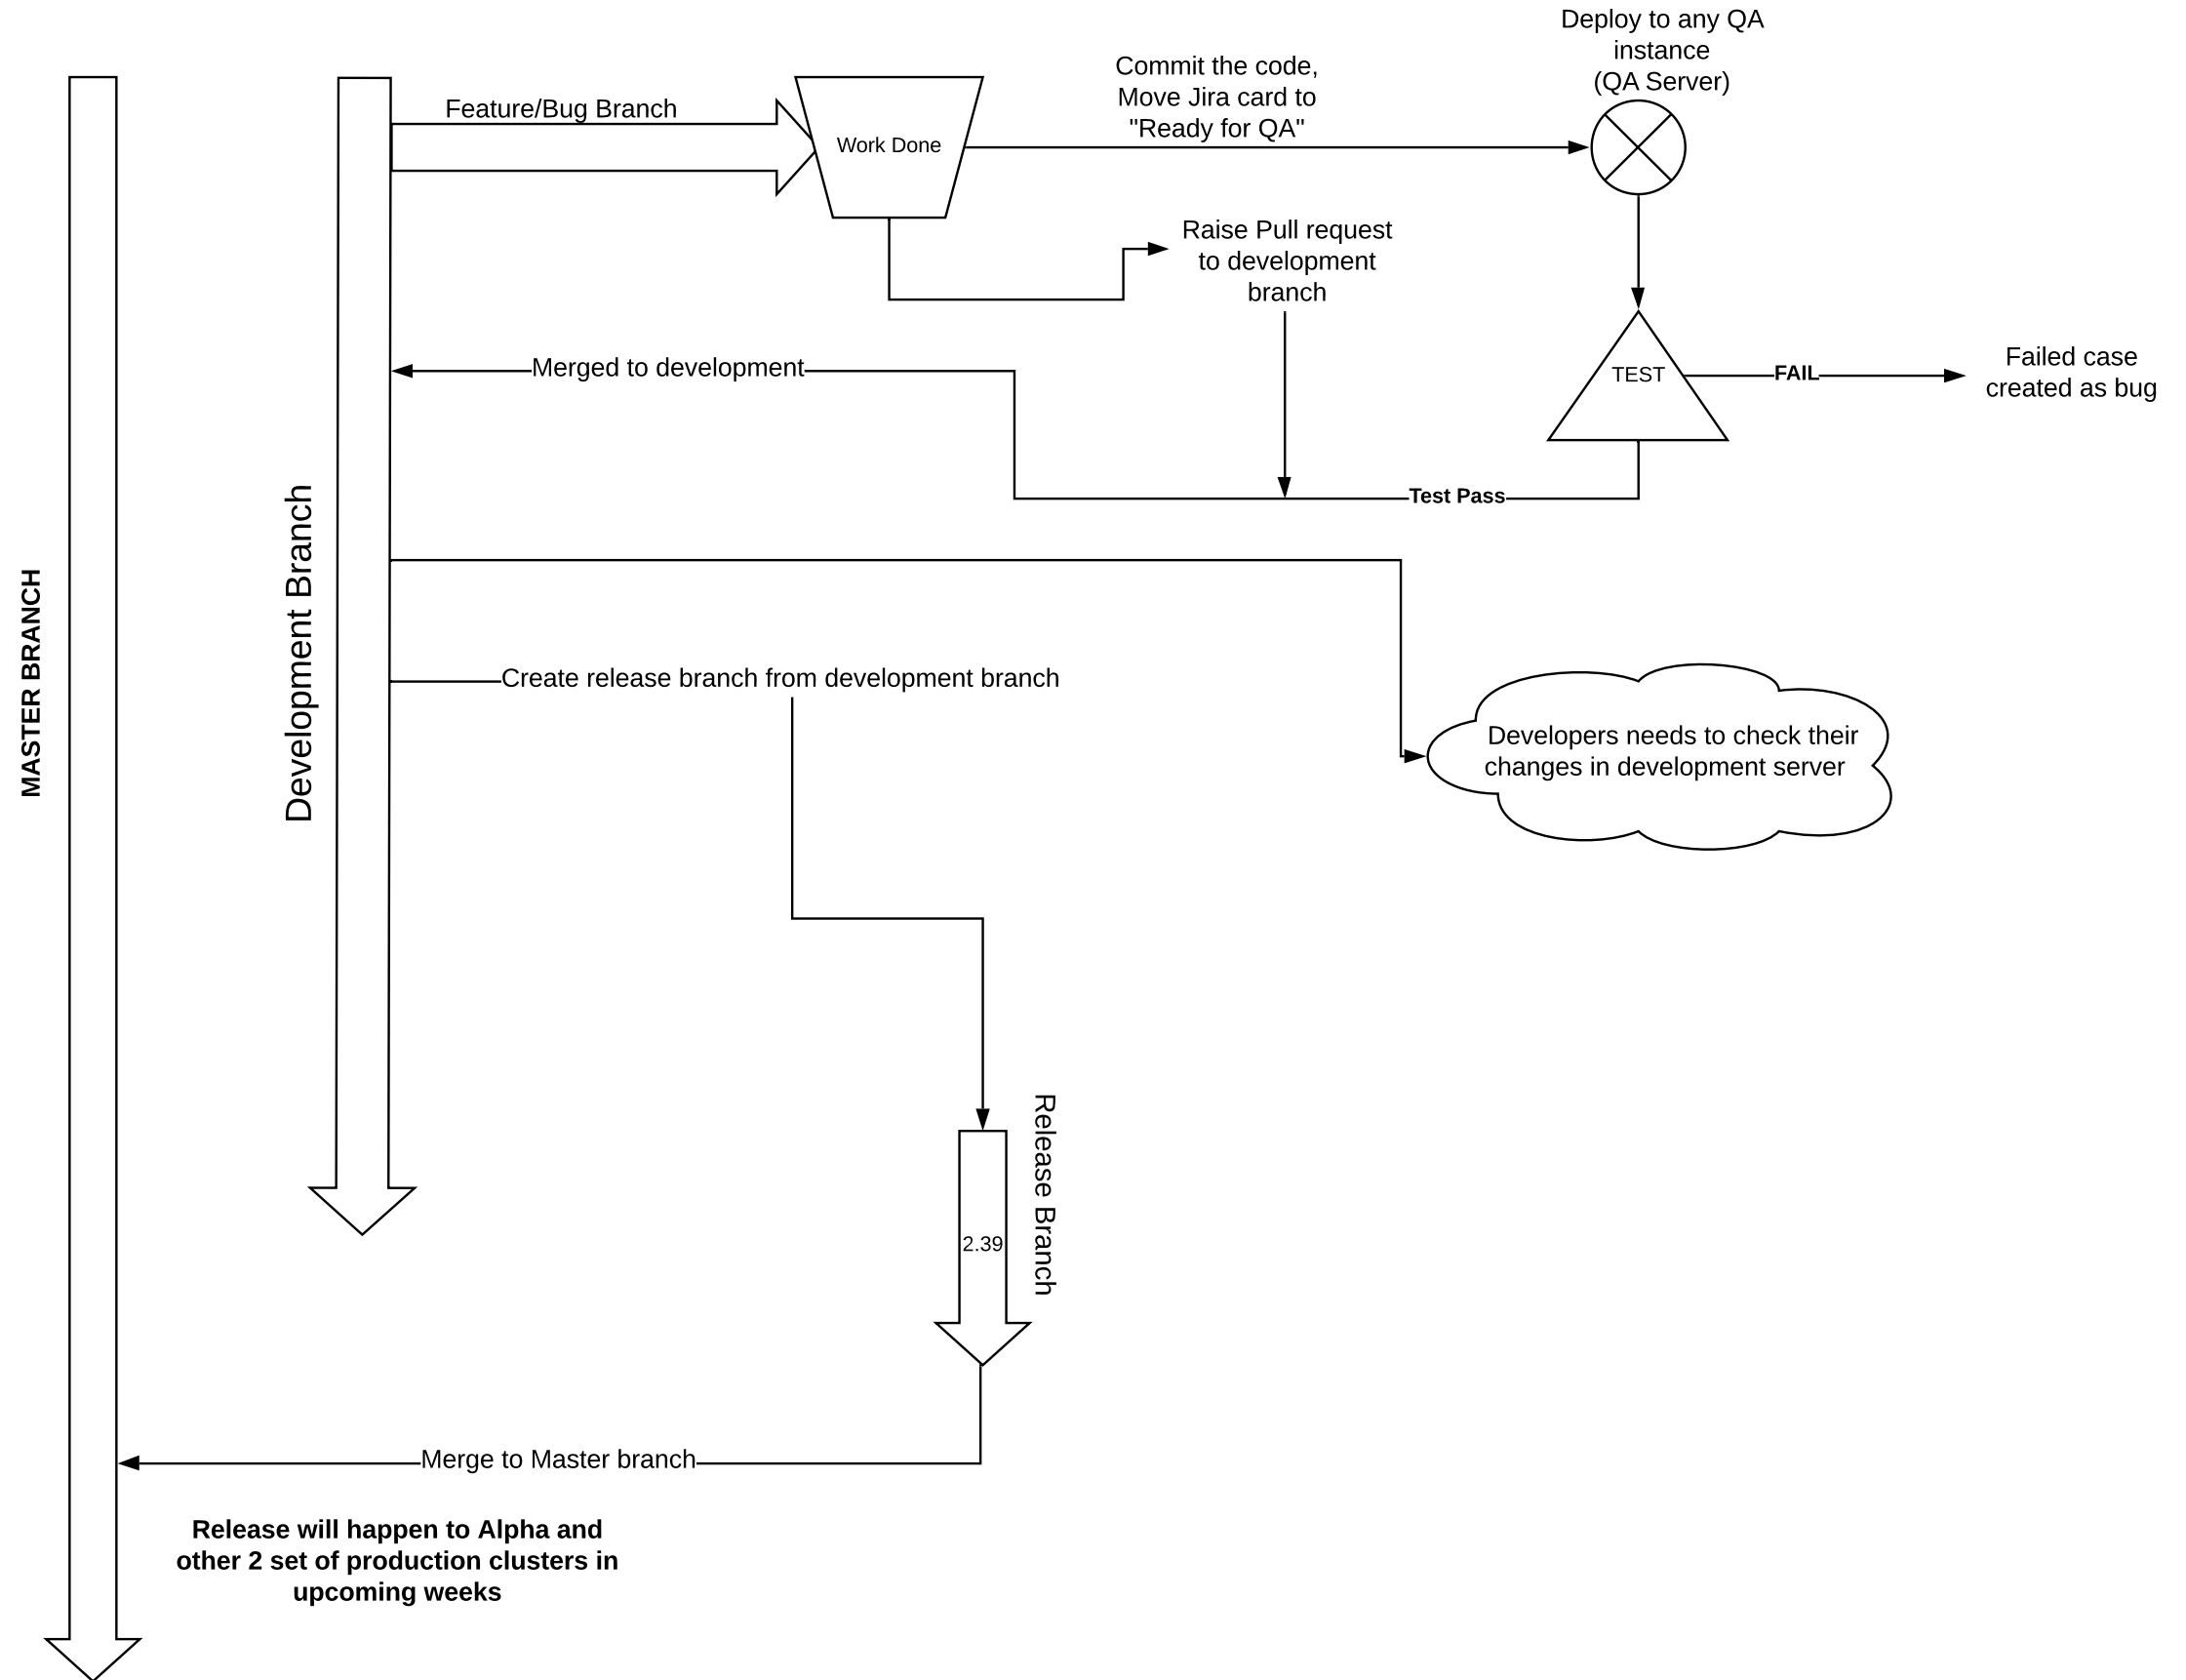 Deploy to any QA
instance
(QA Server)
Commit the code,
Move Jira card to
"Ready for QA"
Feature/Bug Branch
Work Done
Raise Pull request
to development
branch
Merged to development
TEST
FAIL
Failed case
created as bug
Test Pass
MASTER BRANCH
Development Branch
Create release branch from development branch
Developers needs to check their
changes in development server
Release Branch
2.39
Merge to Master branch
Release will happen to Alpha and
other 2 set of production clusters in
upcoming weeks